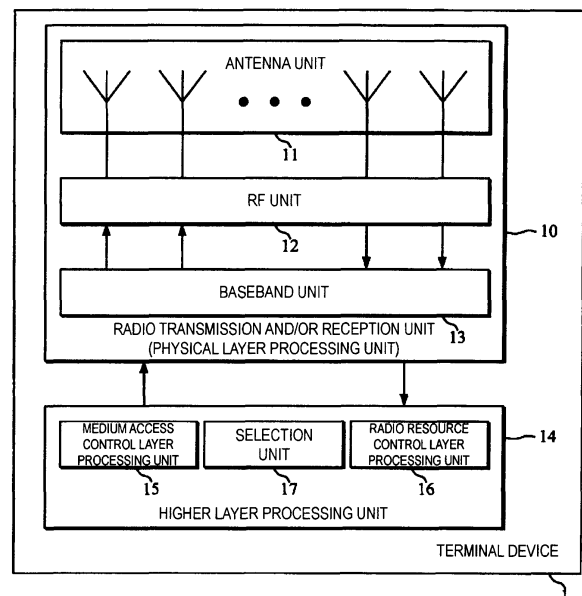 ANTENNA UNIT
11
RF UNIT
12
10
BASEBAND UNIT
13
RADIO TRANSMISSION AND/OR RECEPTION UNIT
(PHYSICAL LAYER PROCESSING UNIT)
MEDIUM ACCESS
CONTROL LAYER
PROCESSING UNIT
15
SELECTION
UNIT
17
RADIO RESOURCE
CONTROL LAYER
PROCESSING UNIT
16
14
HIGHER LAYER PROCESSING UNIT
TERMINAL DEVICE
1